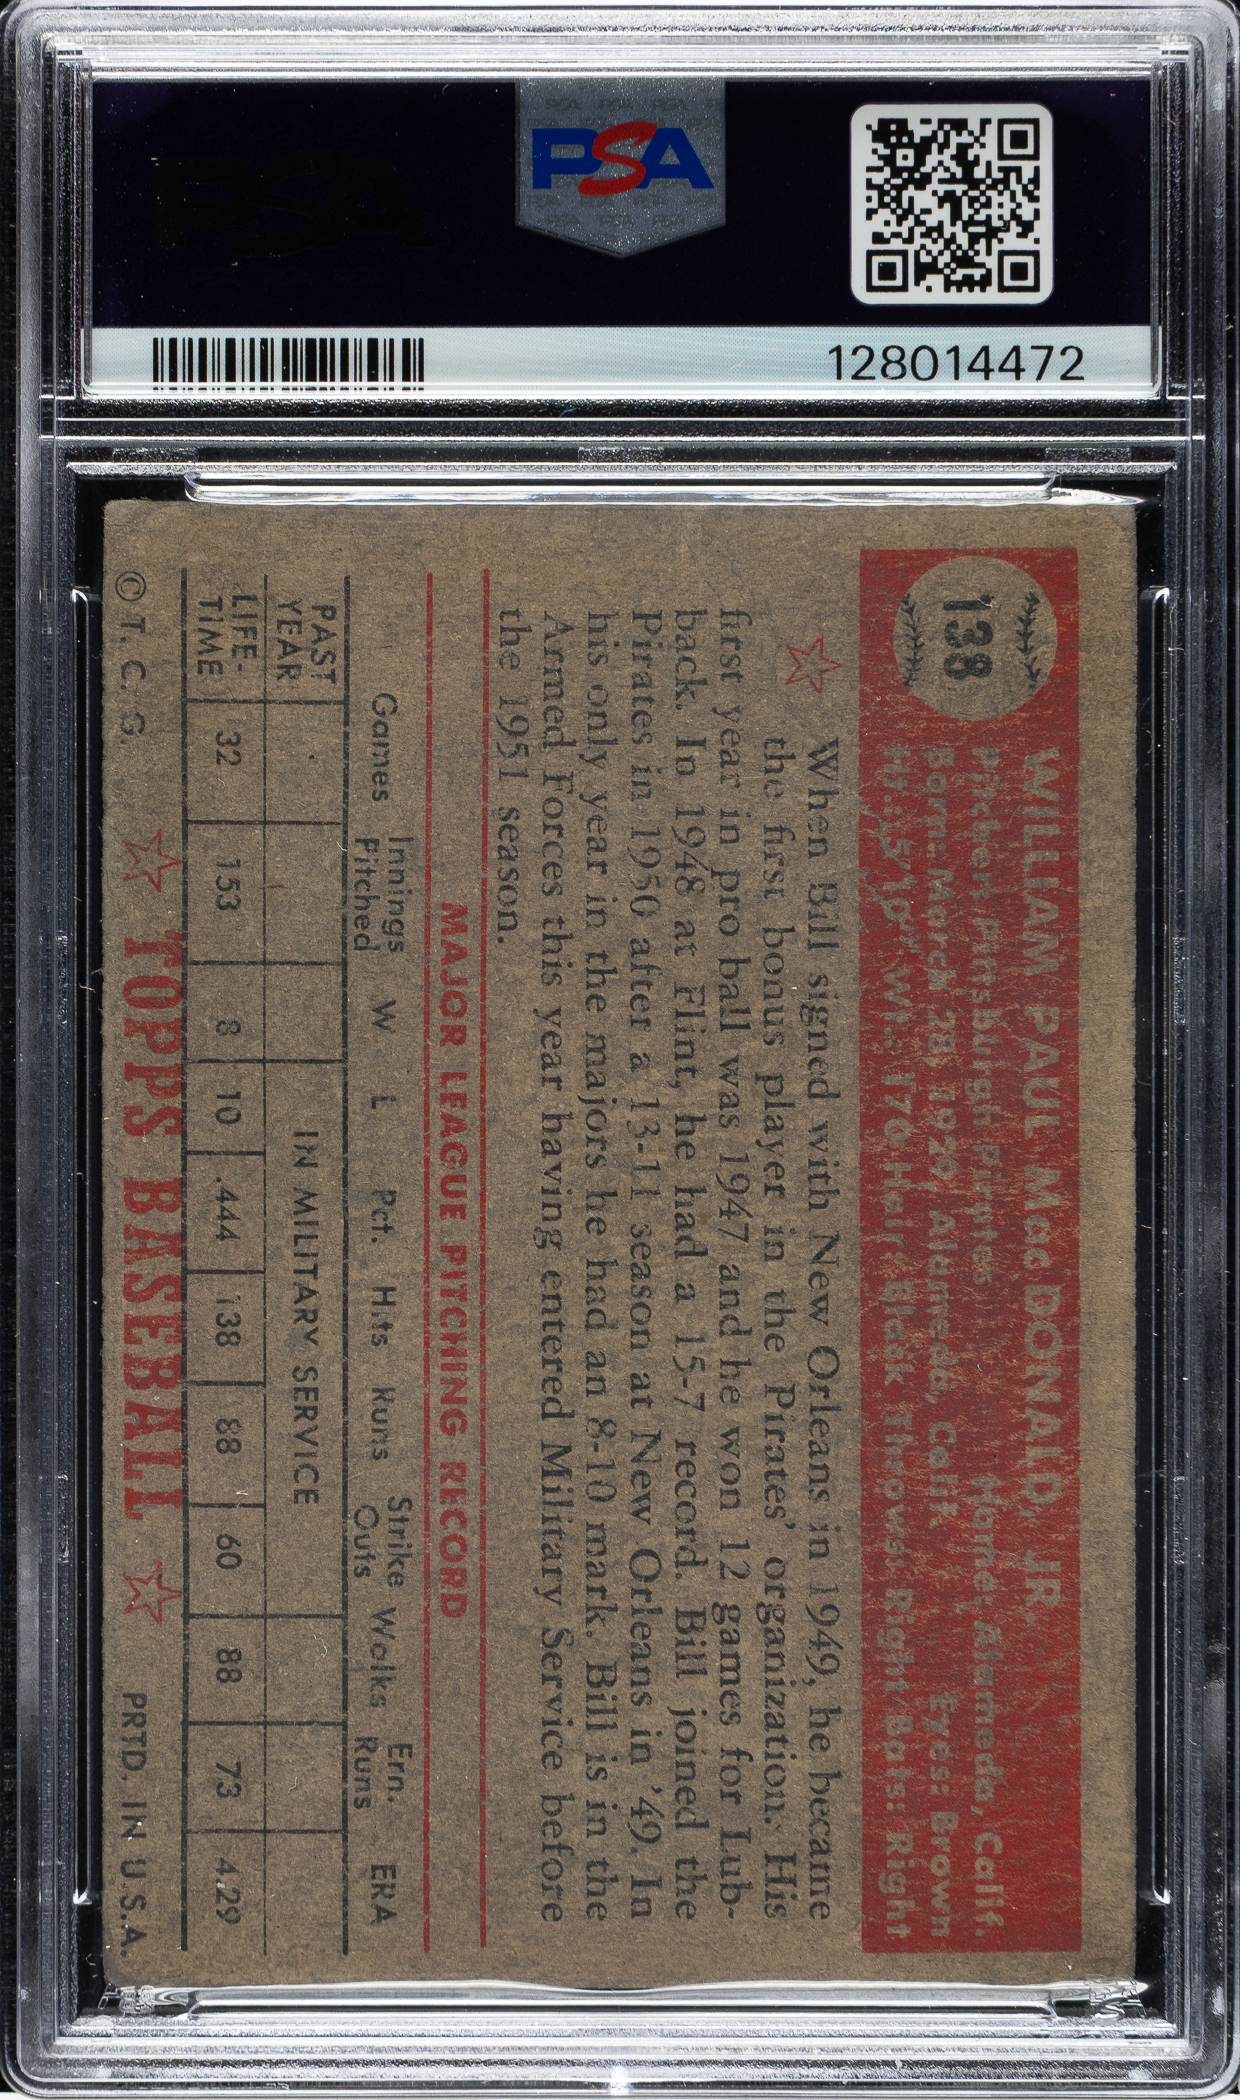 PSA
128014472
138
WILLIAM PAUL MacDONALD, JR.
Pitcher: Pittsburgh Pirates Home: Alameda, Calif.
Born: March 28, 1929, Alameda, Calif. Eyes: Brown
Ht.: 5'10" Wt.: 170 Hair: Black Throws: Right/Bats: Right
When Bill signed with New Orleans in 1949, he became
the first bonus player in the Pirates' organization. His
first year in pro ball was 1947 and he won 12 games for Lub-
back. In 1948 at Flint, he had a 15-7 record. Bill joined the
Pirates in 1950 after a 13-11 season at New Orleans in '49. In
his only year in the majors he had an 8-10 mark. Bill is in the
Armed Forces this year having entered Military Service before
the 1951 season.
MAJOR LEAGUE PITCHING RECORD
Games Innings Pitched W L Pct. Hits Runs Strike Outs Walks Ern. Runs ERA
PAST YEAR IN MILITARY SERVICE
LIFE-TIME 32 153 8 10 .444 138 88 60 88 73 4.29
© T. C. G. TOPPS BASEBALL PRTD. IN U.S.A.